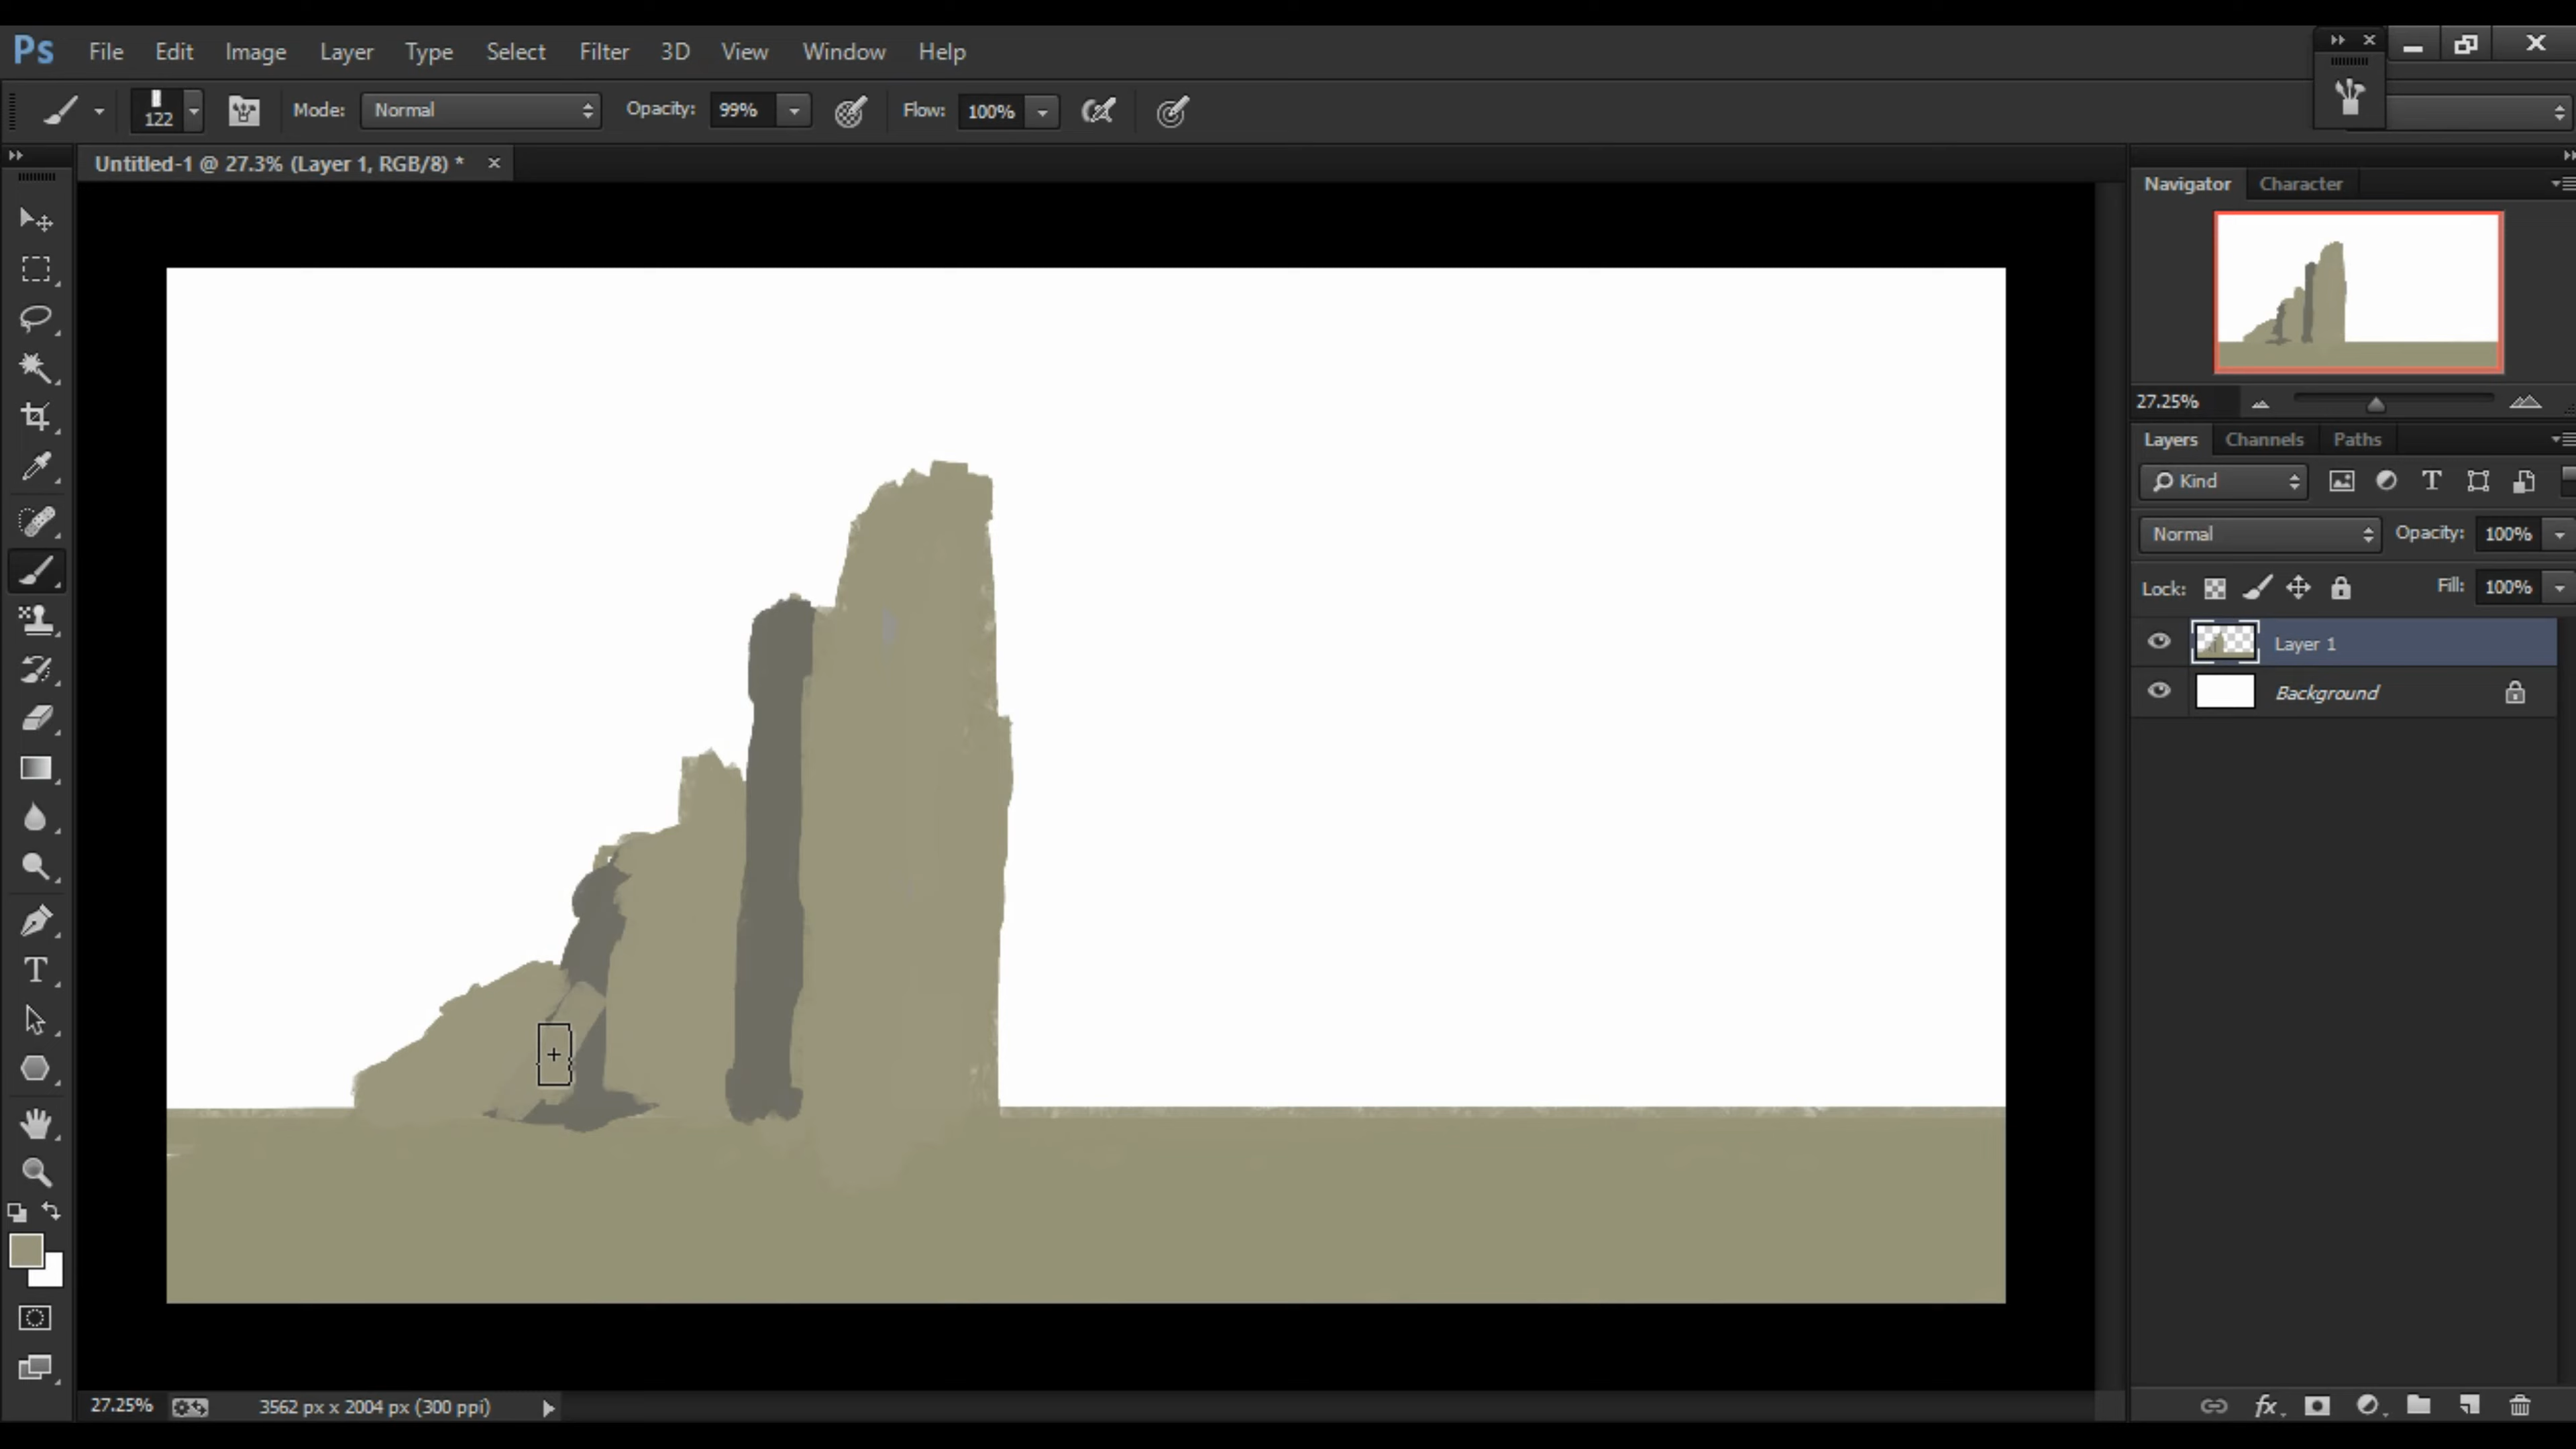 Ps File Edit Image Layer Type Select Filter 3D View Window Help
122 Mode: Normal Opacity: 99% Flow: 100%
Untitled-1 @ 27.3% (Layer 1, RGB/8) *
Navigator Character
27.25%
Layers Channels Paths
Kind
Normal Opacity: 100%
Lock: Fill: 100%
Layer 1
Background
27.25% 3562 px x 2004 px (300 ppi)
fx